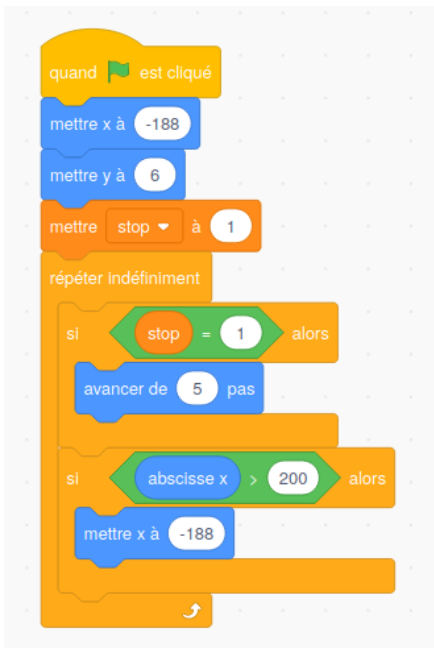 quand est cliqué
mettre x à -188
mettre y à 6
mettre stop à 1
répéter indéfiniment
si stop = 1 alors
avancer de 5 pas
si abscisse x > 200 alors
mettre x à -188